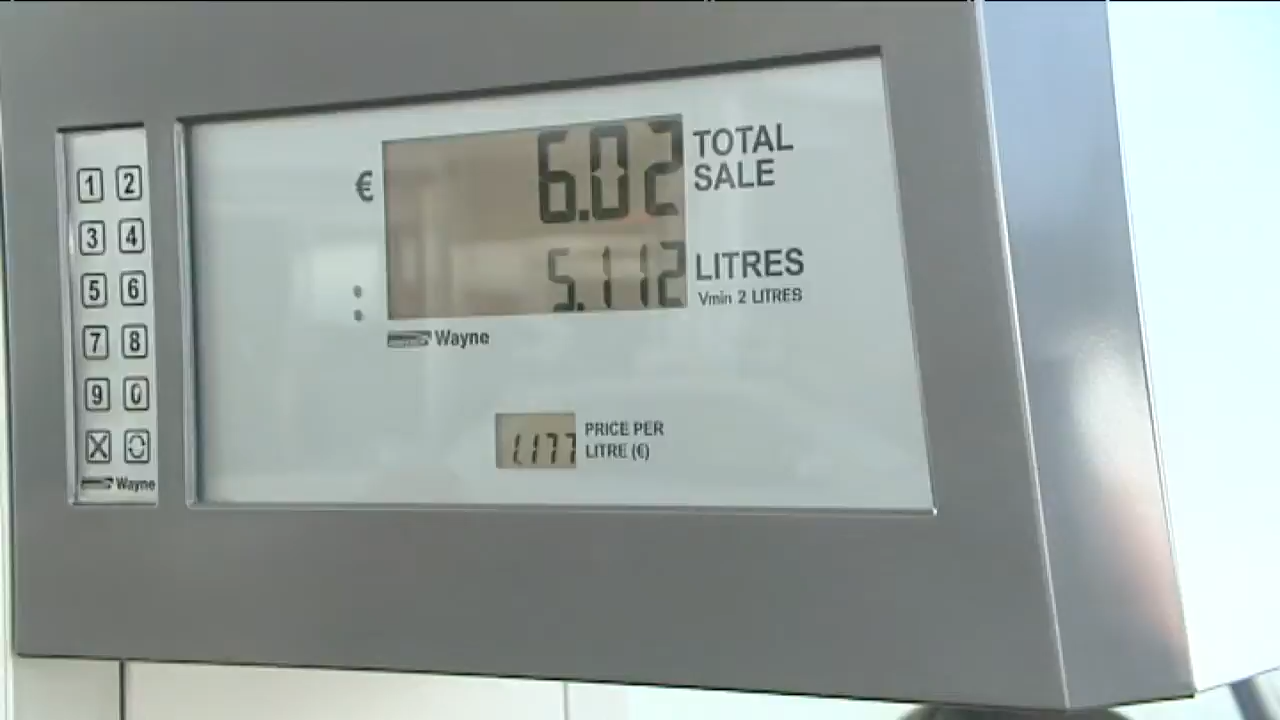 1 2
3 4
5 6
7 8
9 0
X
Wayne
€ 6.02 TOTAL SALE
5.112 LITRES
Vmin 2 LITRES
Wayne
1.177 PRICE PER
LITRE (€)